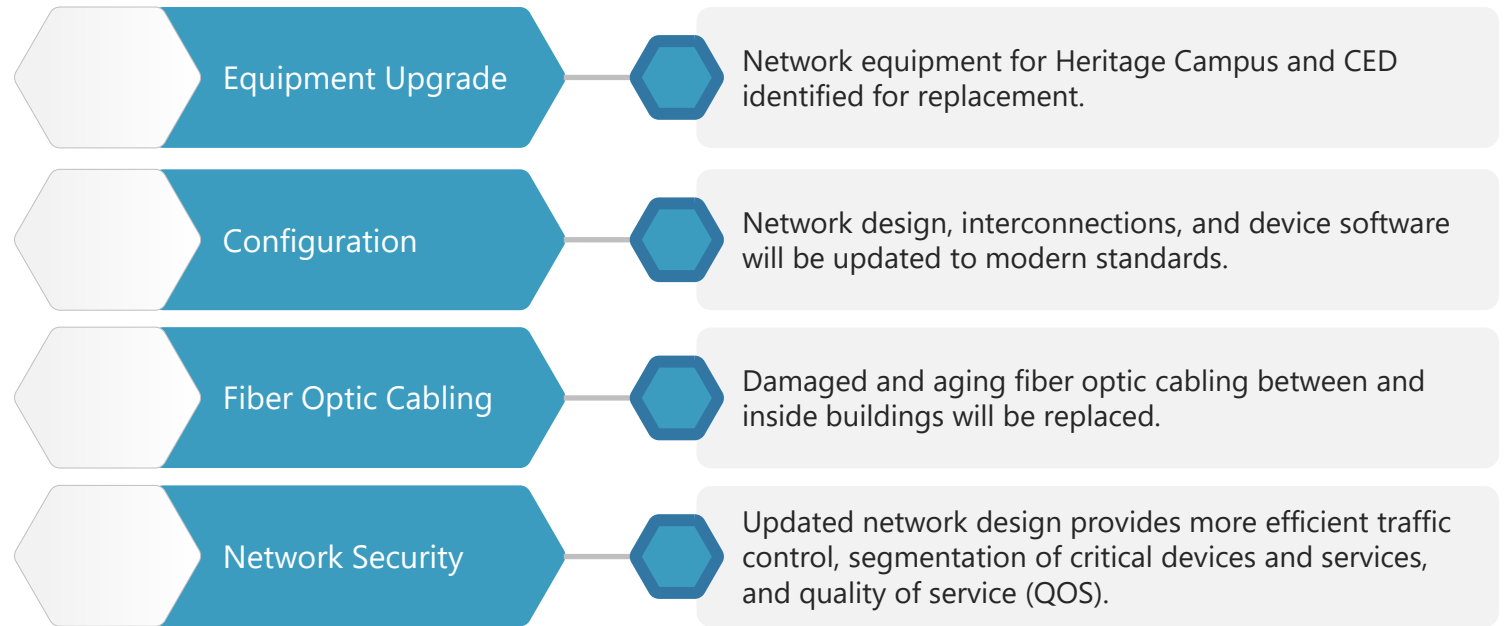 Equipment Upgrade
Network equipment for Heritage Campus and CED
identified for replacement.
Configuration
Network design, interconnections, and device software
will be updated to modern standards.
Fiber Optic Cabling
Damaged and aging fiber optic cabling between and
inside buildings will be replaced.
Network Security
Updated network design provides more efficient traffic
control, segmentation of critical devices and services,
and quality of service (QOS).